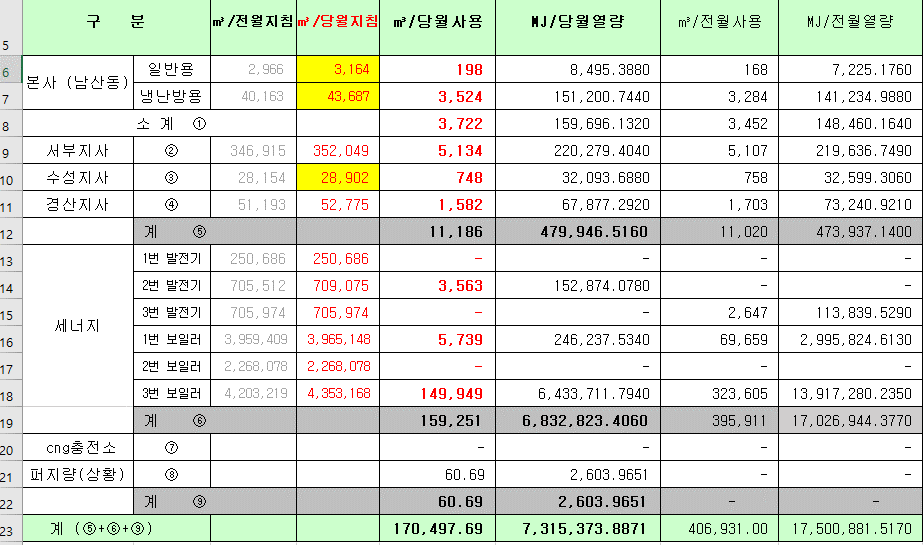 구 분 ㎥/전월지침 ㎥/당월지침 ㎥/당월사용 MJ/당월열량 ㎥/전월사용 MJ/전월열량
5
6 본사 (남산동) 일반용 2,966 3,164 198 8,495.3880 168 7,225.1760
7 냉난방용 40,163 43,687 3,524 151,200.7440 3,284 141,234.9880
8 소 계 ① 3,722 159,696.1320 3,452 148,460.1640
9 서부지사 ② 346,915 352,049 5,134 220,279.4040 5,107 219,636.7490
10 수성지사 ③ 28,154 28,902 748 32,093.6880 758 32,599.3060
11 경산지사 ④ 51,193 52,775 1,582 67,877.2920 1,703 73,240.9210
12 계 ⑤ 11,186 479,946.5160 11,020 473,937.1400
13 1번 발전기 250,686 250,686 - - - -
14 2번 발전기 705,512 709,075 3,563 152,874.0780 - -
15 3번 발전기 705,974 705,974 - - 2,647 113,839.5290
세너지
16 1번 보일러 3,959,409 3,965,148 5,739 246,237.5340 69,659 2,995,824.6130
17 2번 보일러 2,268,078 2,268,078 - - - -
18 3번 보일러 4,203,219 4,353,168 149,949 6,433,711.7940 323,605 13,917,280.2350
19 계 ⑥ 159,251 6,832,823.4060 395,911 17,026,944.3770
20 cng충전소 ⑦ - - - -
21 퍼지량(상황) ⑧ 60.69 2,603.9651 - -
22 계 ⑨ 60.69 2,603.9651 - -
23 계 (⑤+⑥+⑨) 170,497.69 7,315,373.8871 406,931.00 17,500,881.5170